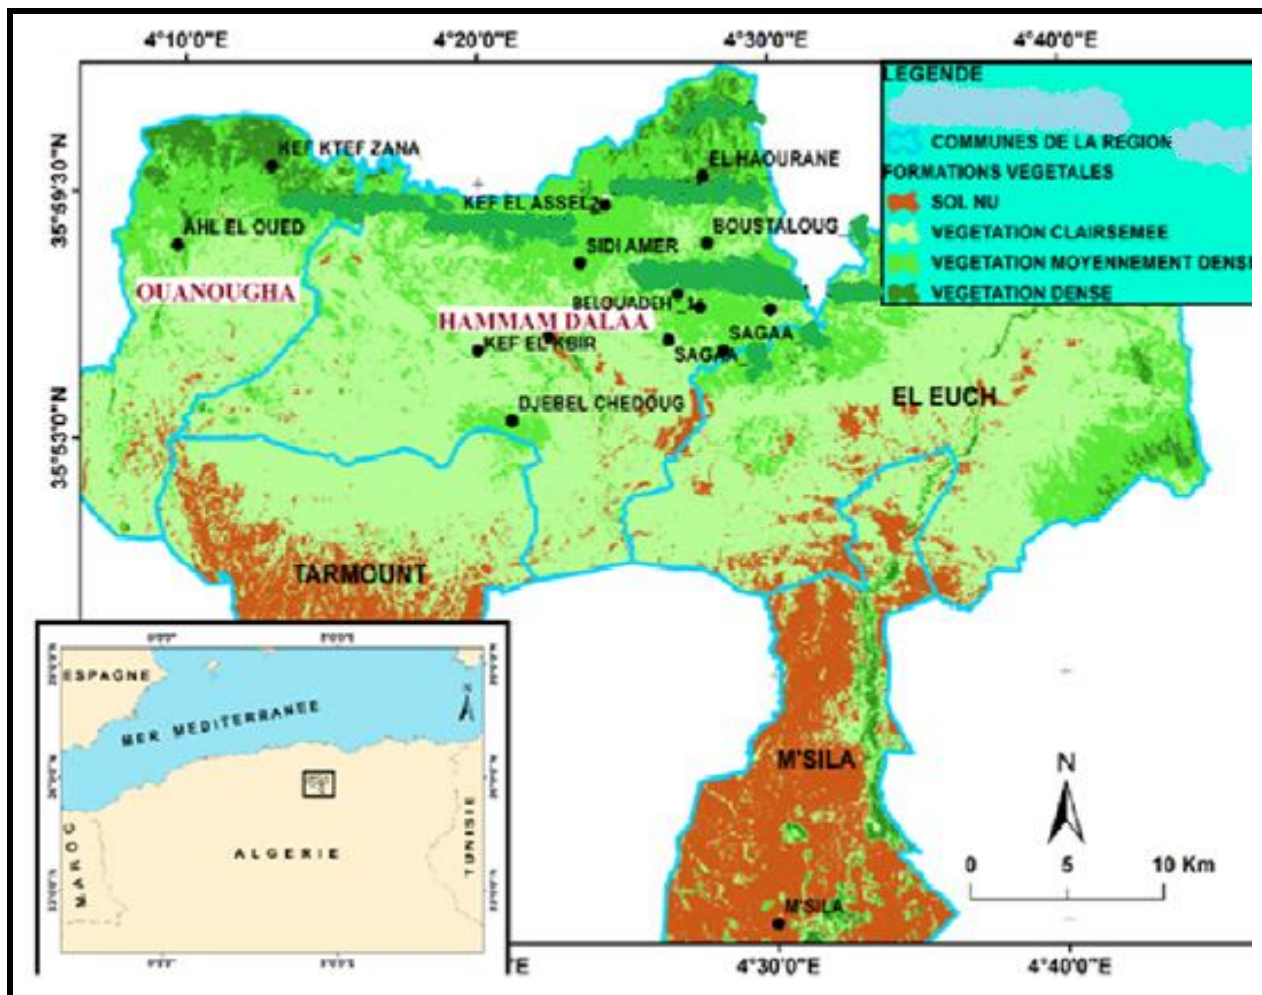 4°10'0"E 4°20'0"E 4°30'0"E 4°40'0"E
LEGENDE
COMMUNES DE LA REGION
FORMATIONS VEGETALES
SOL NU
VEGETATION CLAIRSEMEE
VEGETATION MOYENNEMENT DENSE
VEGETATION DENSE
35°59'30"N
35°53'0"N
KEF KTEF ZANA
EL HAOURANE
KEF EL ASSEL2
AHL EL OUED
SIDI AMER
BOUSTALOUG
OUANOUGHA
BELOUADEH_1
HAMMAM DALAA
SAGAA
KEF EL KBIR
SAGAA_
DJEBEL CHEDOUG
EL EUCH
TARMOUNT
M'SILA
M'SILA
N
0 5 10 Km
ESPAGNE
MER MEDITERRANEE
N
ALGERIE
MAROC
TUNISIE
4°30'0"E 4°40'0"E